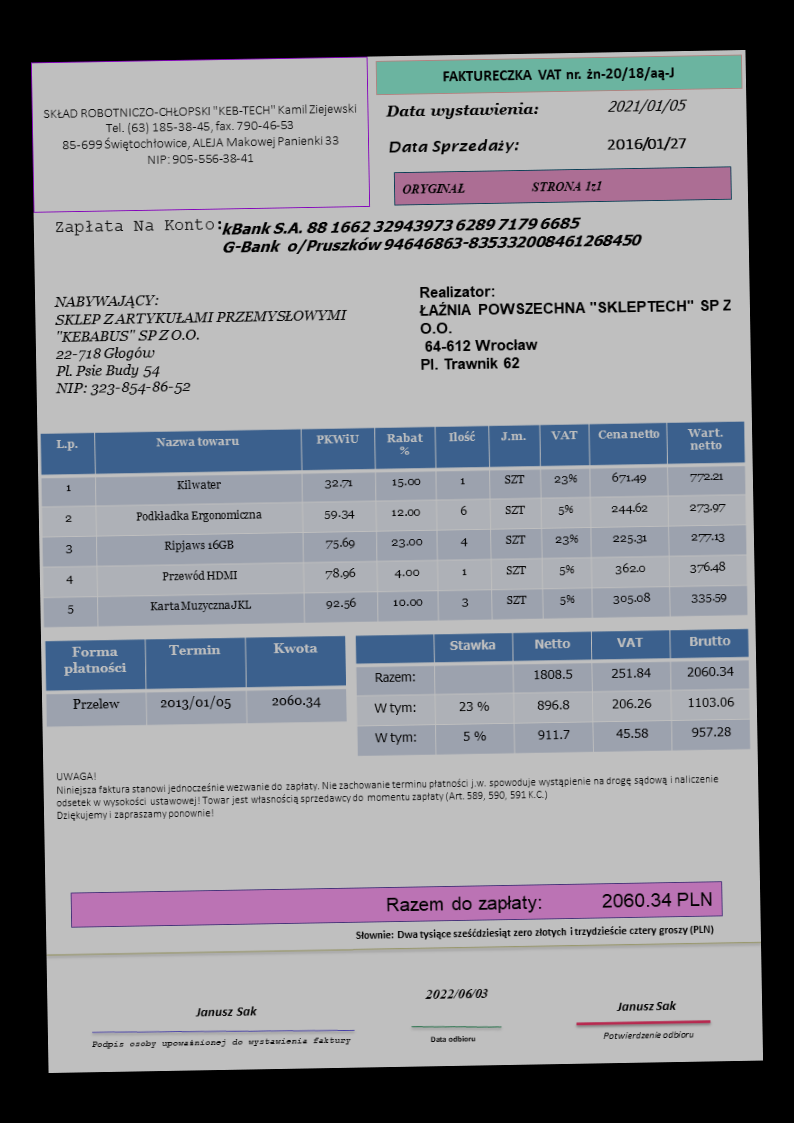 SKŁAD ROBOTNICZO-CHŁOPSKI "KEB-TECH" Kamil Ziejewski
Tel. (63) 185-38-45, fax. 790-46-53
85-699 Świętochłowice, ALEJA Makowej Panienki 33
NIP: 905-556-38-41
FAKTURECZKA VAT nr. żn-20/18/aą-J
Data wystawienia: 2021/01/05
Data Sprzedaży: 2016/01/27
ORYGINAŁ STRONA 1z1
Zapłata Na Konto: kBank S.A. 88 1662 32943973 6289 7179 6685
G-Bank o/Pruszków 94646863-835332008461268450
NABYWAJĄCY:
SKLEP Z ARTYKUŁAMI PRZEMYSŁOWYMI
"KEBABUS" SP Z O.O.
22-718 Głogów
Pl. Psie Budy 54
NIP: 323-854-86-52
Realizator:
ŁAŹNIA POWSZECHNA "SKLEPTECH" SP Z
O.O.
64-612 Wrocław
Pl. Trawnik 62
L.p. Nazwa towaru PKWiU Rabat % Ilość J.m. VAT Cena netto Wart. netto
1 Kilwater 32.71 15.00 1 SZT 23% 671.49 772.21
2 Podkładka Ergonomiczna 59.34 12.00 6 SZT 5% 244.62 273.97
3 Ripjaws 16GB 75.69 23.00 4 SZT 23% 225.31 277.13
4 Przewód HDMI 78.96 4.00 1 SZT 5% 362.0 376.48
5 Karta Muzyczna JKL 92.56 10.00 3 SZT 5% 305.08 335.59
Forma płatności Termin Kwota
Przelew 2013/01/05 2060.34
Stawka Netto VAT Brutto
Razem: 1808.5 251.84 2060.34
W tym: 23 % 896.8 206.26 1103.06
W tym: 5 % 911.7 45.58 957.28
UWAGA!
Niniejsza faktura stanowi jednocześnie wezwanie do zapłaty. Nie zachowanie terminu płatności j.w. spowoduje wystąpienie na drogę sądową i naliczenie
odsetek w wysokości ustawowej! Towar jest własnością sprzedawcy do momentu zapłaty (Art. 589, 590, 591 K.C.)
Dziękujemy i zapraszamy ponownie!
Razem do zapłaty: 2060.34 PLN
Słownie: Dwa tysiące sześćdziesiąt zero złotych i trzydzieście cztery groszy (PLN)
Janusz Sak
Podpis osoby upoważnionej do wystawienia faktury
2022/06/03
Data odbioru
Janusz Sak
Potwierdzenie odbioru